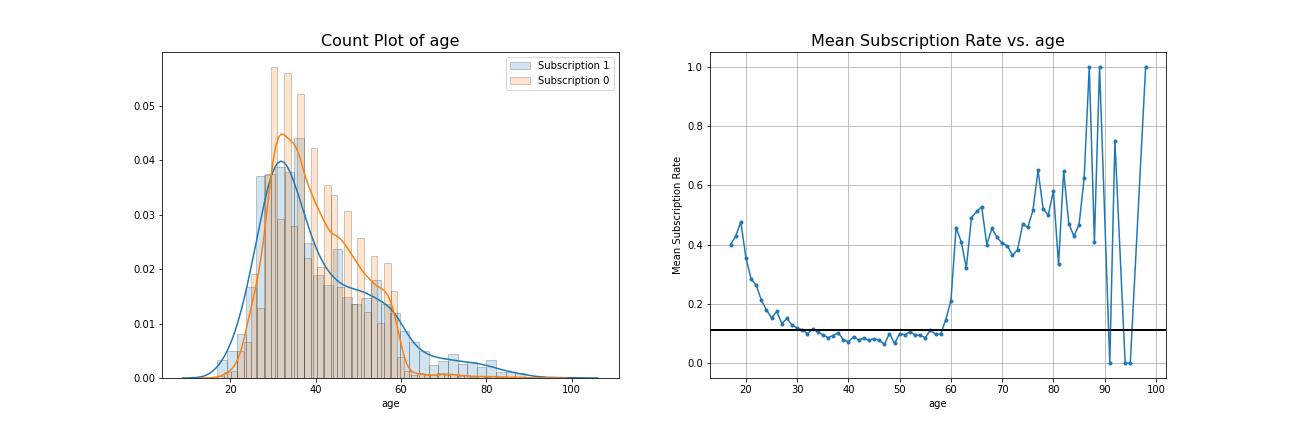 Count Plot of age
Subscription 1
Subscription 0
0.05
0.04
0.03
0.02
0.01
0.00
20 40 60 80 100
age
Mean Subscription Rate vs. age
Mean Subscription Rate
1.0
0.8
0.6
0.4
0.2
0.0
20 30 40 50 60 70 80 90 100
age